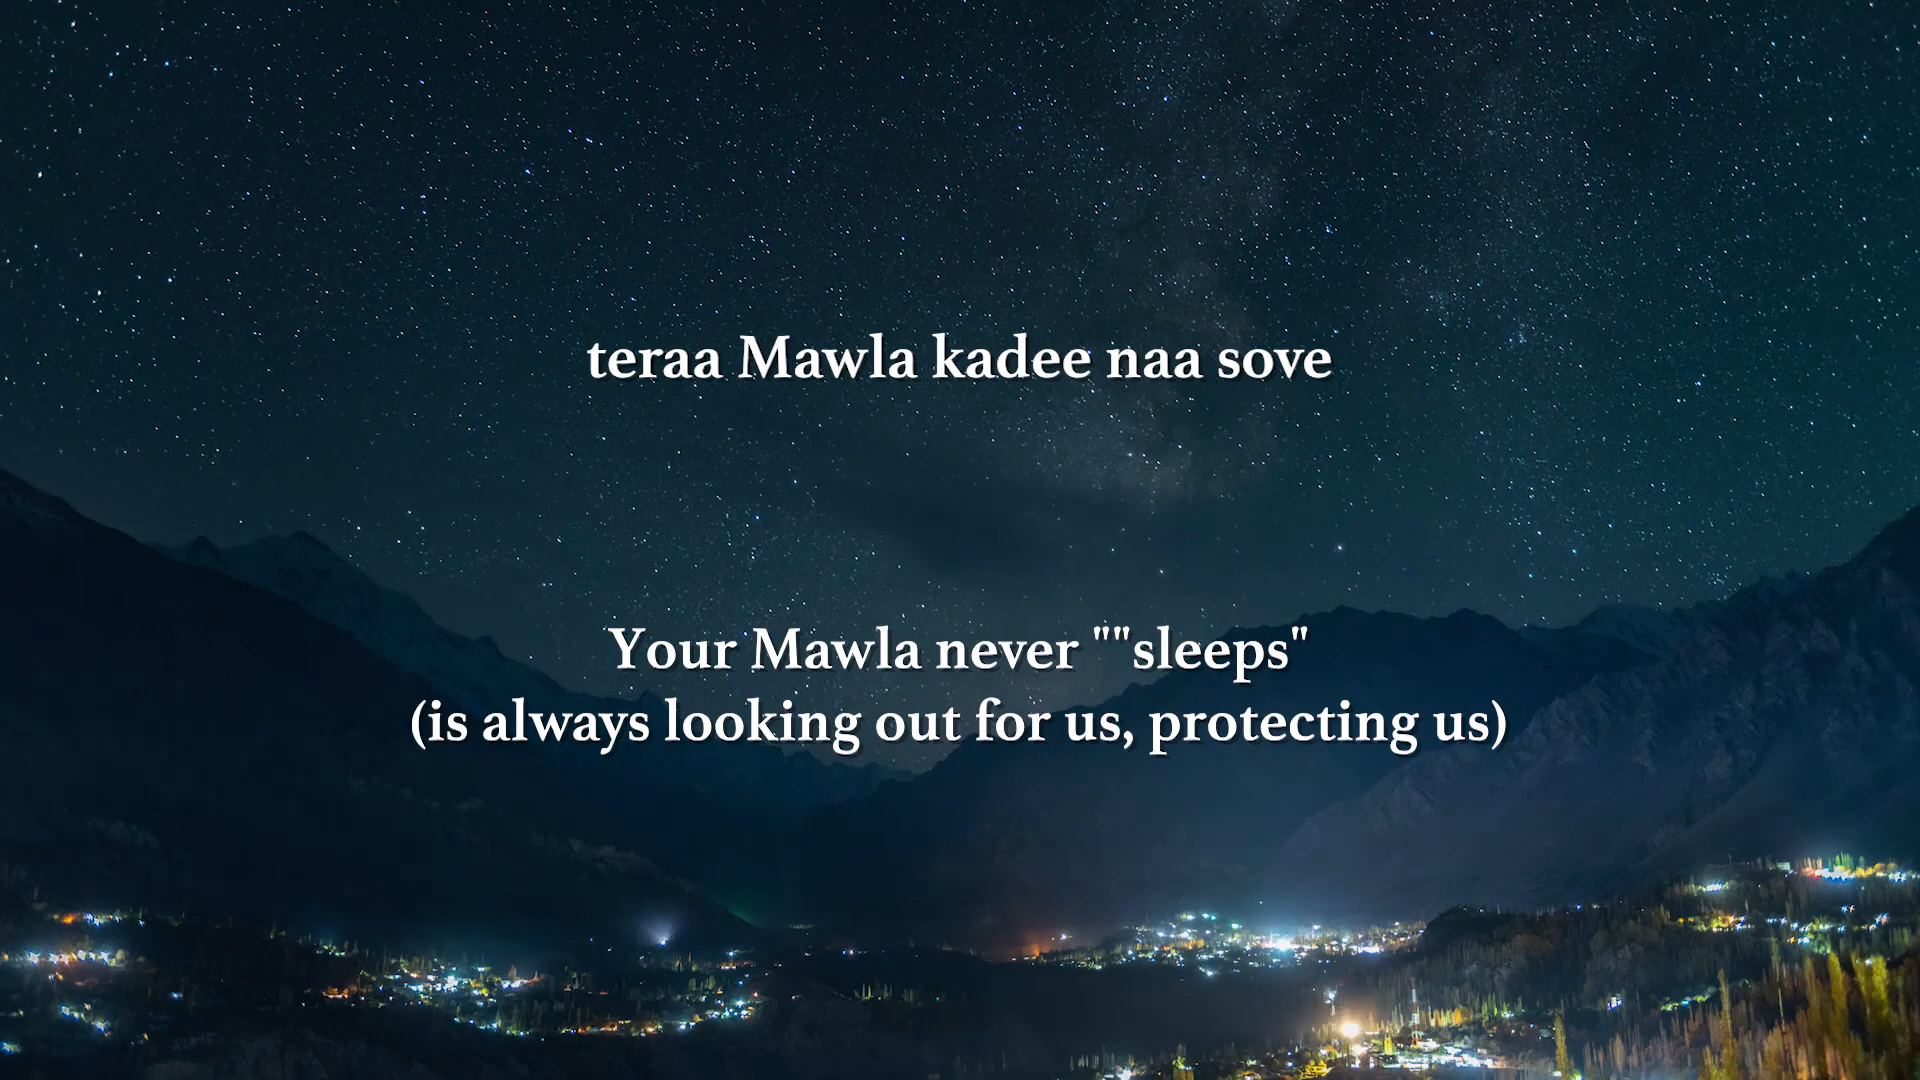 teraa Mawla kadee naa sove
Your Mawla never ""sleeps"
(is always looking out for us, protecting us)